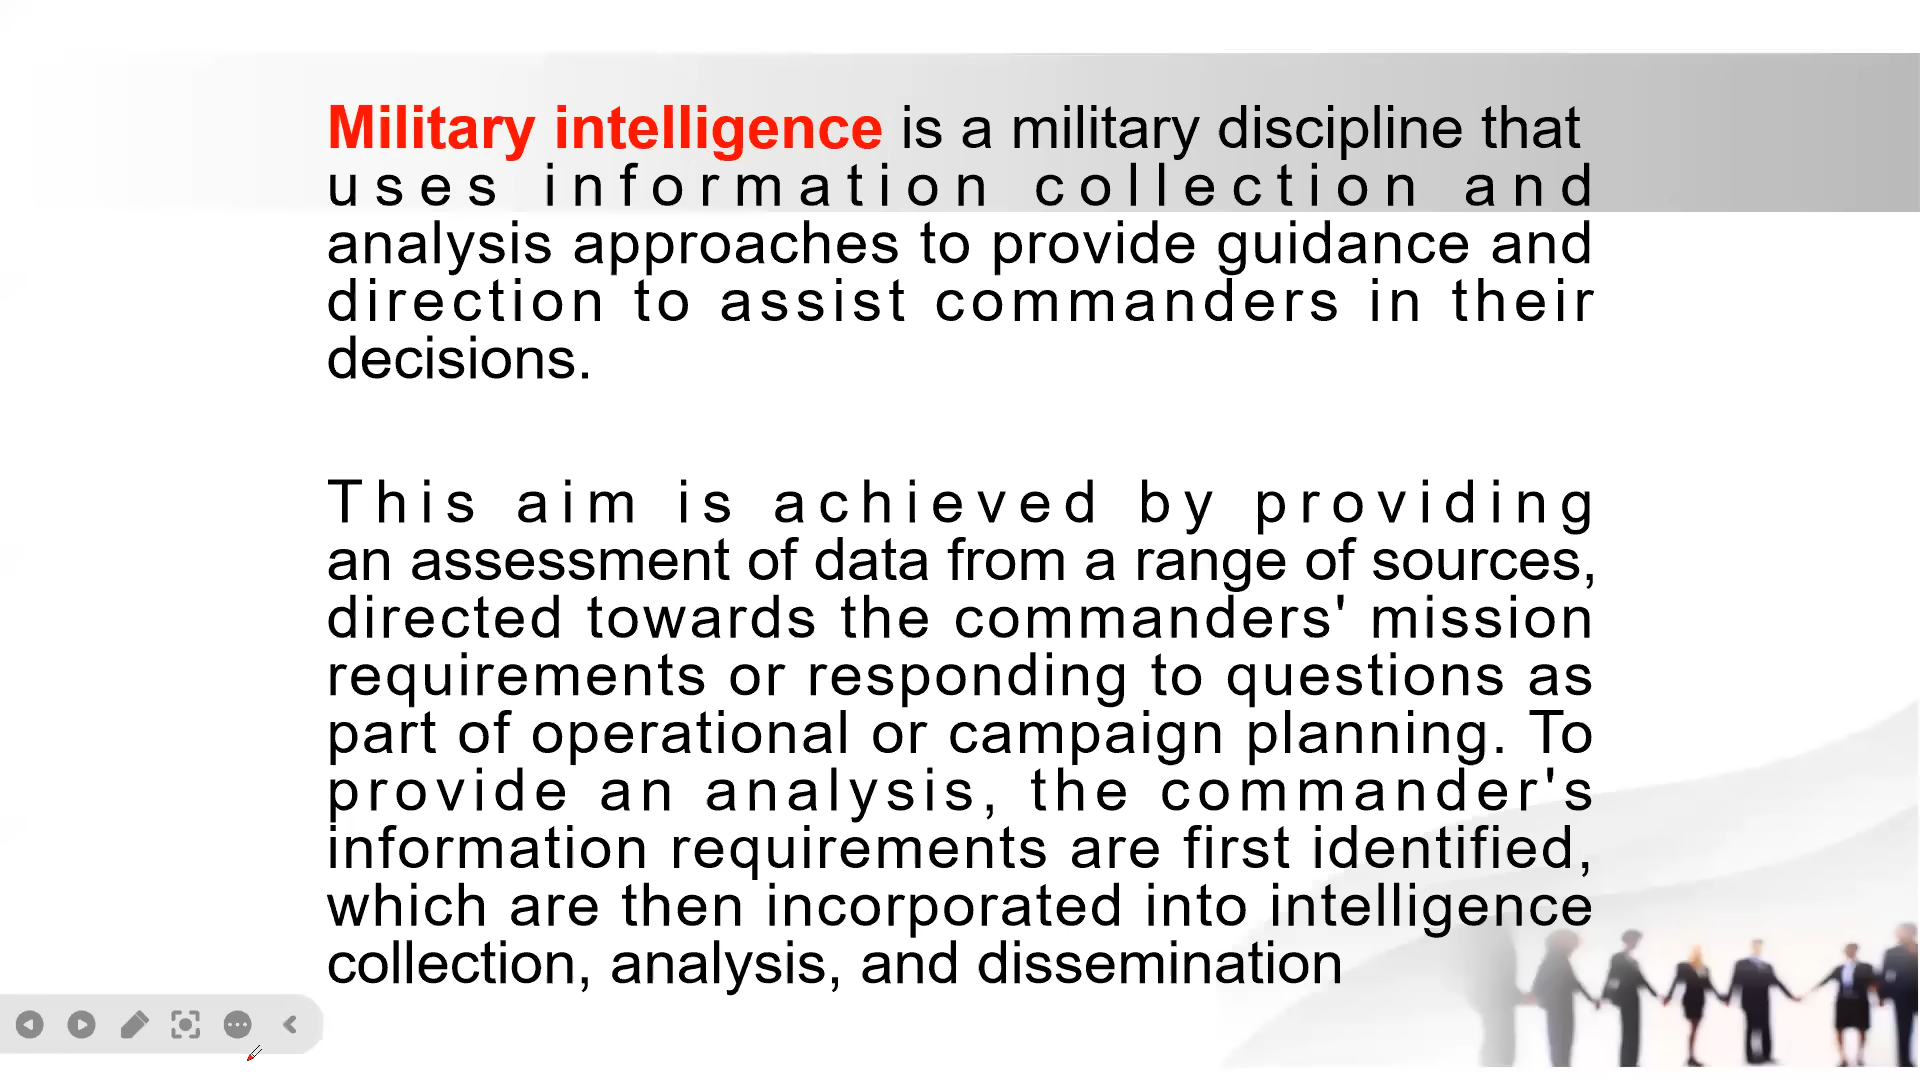 Military intelligence is a military discipline that
uses information collection and
analysis approaches to provide guidance and
direction to assist commanders in their
decisions.
This aim is achieved by providing
an assessment of data from a range of sources,
directed towards the commanders' mission
requirements or responding to questions as
part of operational or campaign planning. To
provide an analysis, the commander's
information requirements are first identified,
which are then incorporated into intelligence
collection, analysis, and dissemination